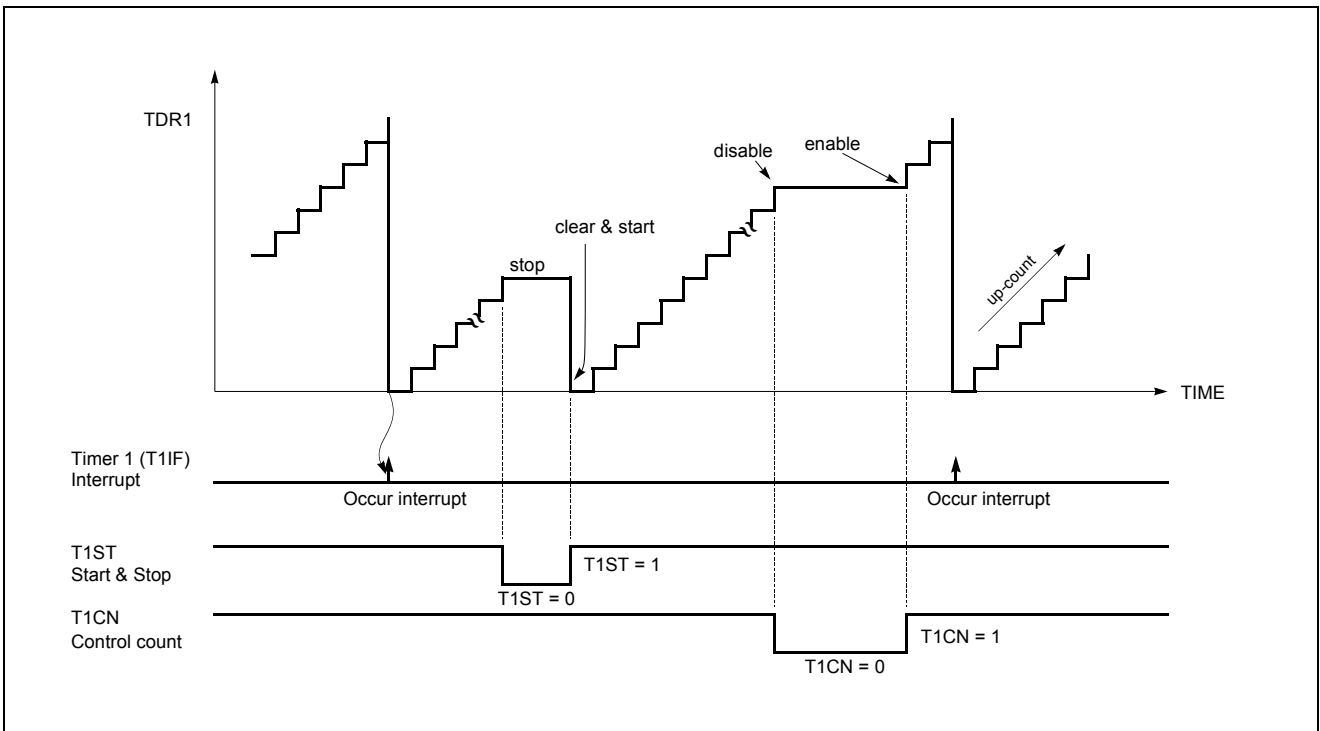 TDR1
disable
enable
clear & start
stop
up-count
TIME
Timer 1 (T1IF)
Interrupt
Occur interrupt
Occur interrupt
T1ST
Start & Stop
T1ST = 1
T1ST = 0
T1CN
Control count
T1CN = 1
T1CN = 0